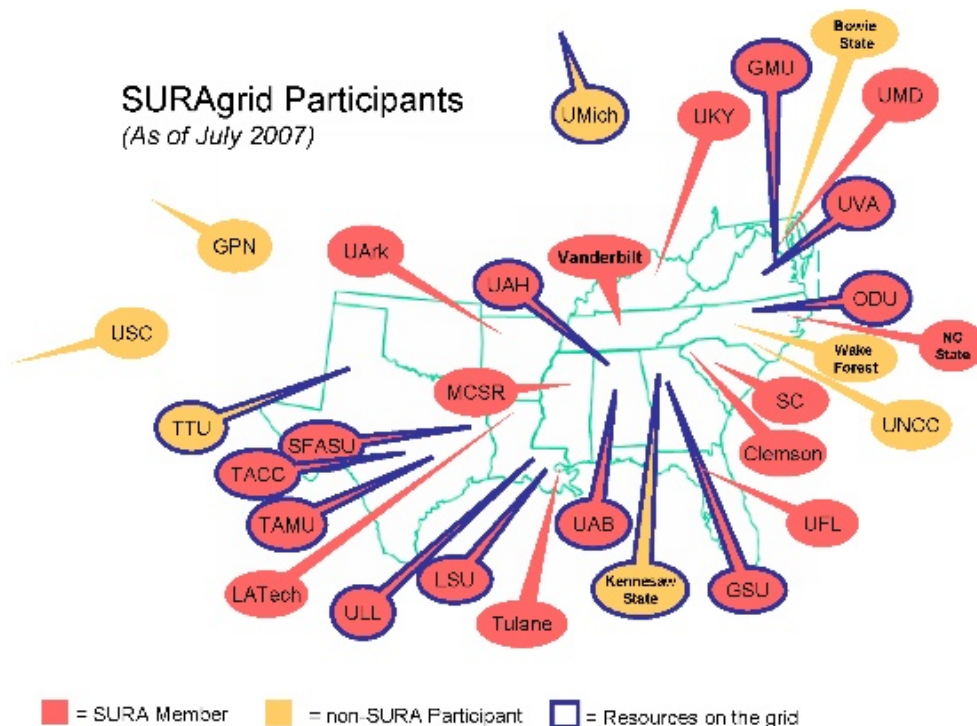 SURAgrid Participants
(As of July 2007)
Bowie
State
GMU
UMich
UKY
UMD
UVA
GPN
UArk
Vanderbilt
UAH
ODU
USC
NC
State
Wake
Forest
MCSR
SC
UNCC
TTU
SFASU
Clemson
TACC
TAMU
UAB
UFL
LATech
LSU
Kennesaw
State
GSU
ULL
Tulane
= SURA Member
= non-SURA Participant
= Resources on the grid